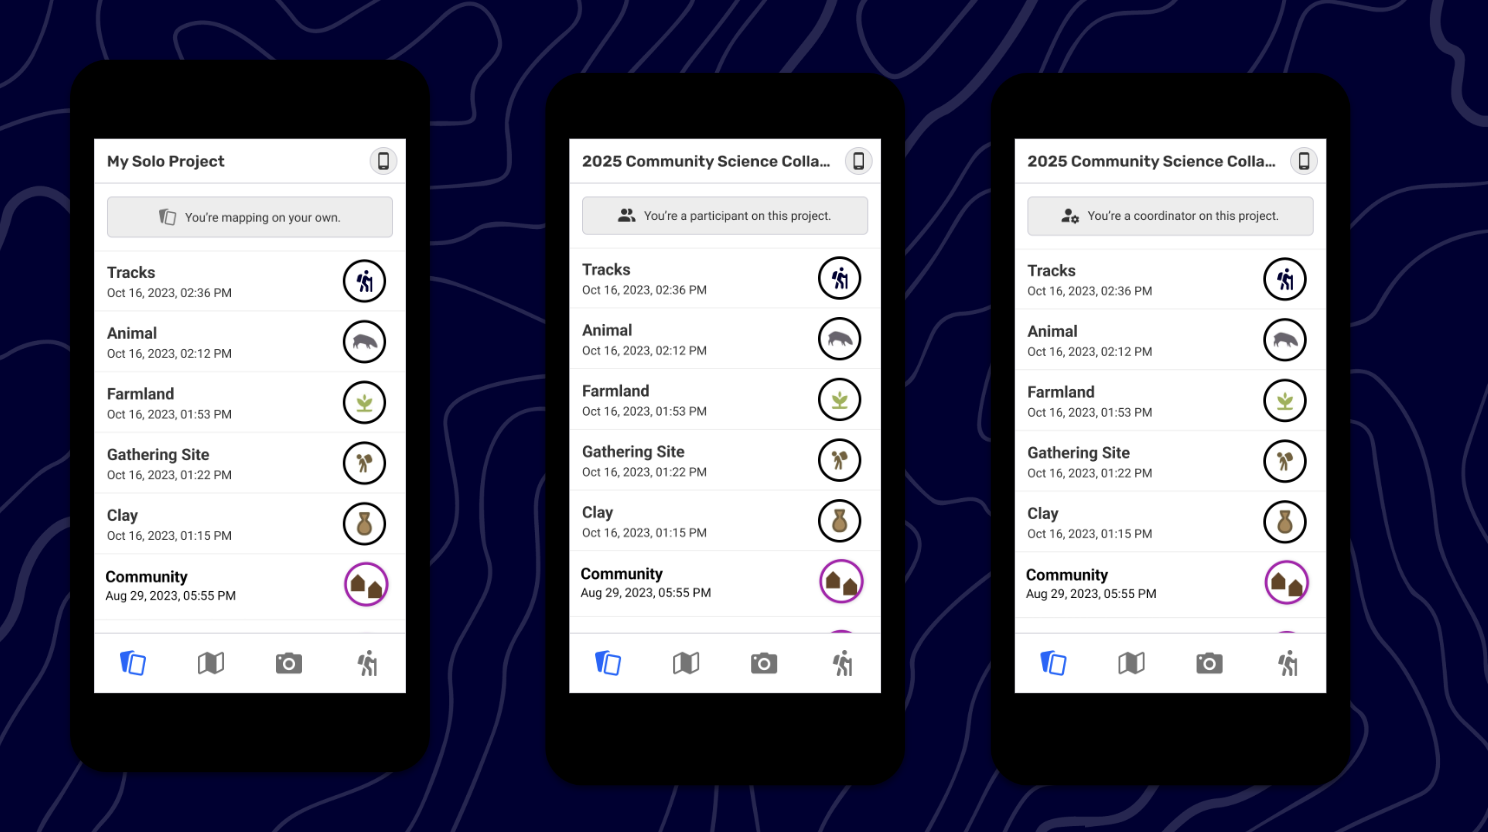 My Solo Project
You're mapping on your own.
Tracks
Oct 16, 2023, 02:36 PM
Animal
Oct 16, 2023, 02:12 PM
Farmland
Oct 16, 2023, 01:53 PM
Gathering Site
Oct 16, 2023, 01:22 PM
Clay
Oct 16, 2023, 01:15 PM
Community
Aug 29, 2023, 05:55 PM
2025 Community Science Colla...
You're a participant on this project.
Tracks
Oct 16, 2023, 02:36 PM
Animal
Oct 16, 2023, 02:12 PM
Farmland
Oct 16, 2023, 01:53 PM
Gathering Site
Oct 16, 2023, 01:22 PM
Clay
Oct 16, 2023, 01:15 PM
Community
Aug 29, 2023, 05:55 PM
2025 Community Science Colla...
You're a coordinator on this project.
Tracks
Oct 16, 2023, 02:36 PM
Animal
Oct 16, 2023, 02:12 PM
Farmland
Oct 16, 2023, 01:53 PM
Gathering Site
Oct 16, 2023, 01:22 PM
Clay
Oct 16, 2023, 01:15 PM
Community
Aug 29, 2023, 05:55 PM